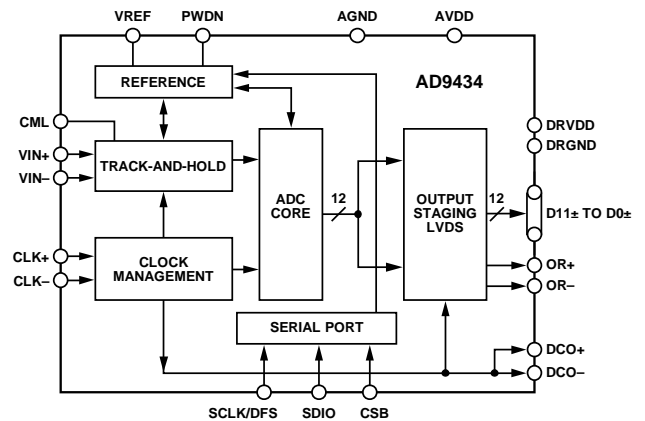 VREF PWDN AGND AVDD
REFERENCE
AD9434
CML
VIN+
VIN–
TRACK-AND-HOLD
CLK+
CLK–
CLOCK
MANAGEMENT
ADC
CORE
12
OUTPUT
STAGING
LVDS
12
SERIAL PORT
DRVDD
DRGND
D11± TO D0±
OR+
OR–
DCO+
DCO–
SCLK/DFS SDIO CSB